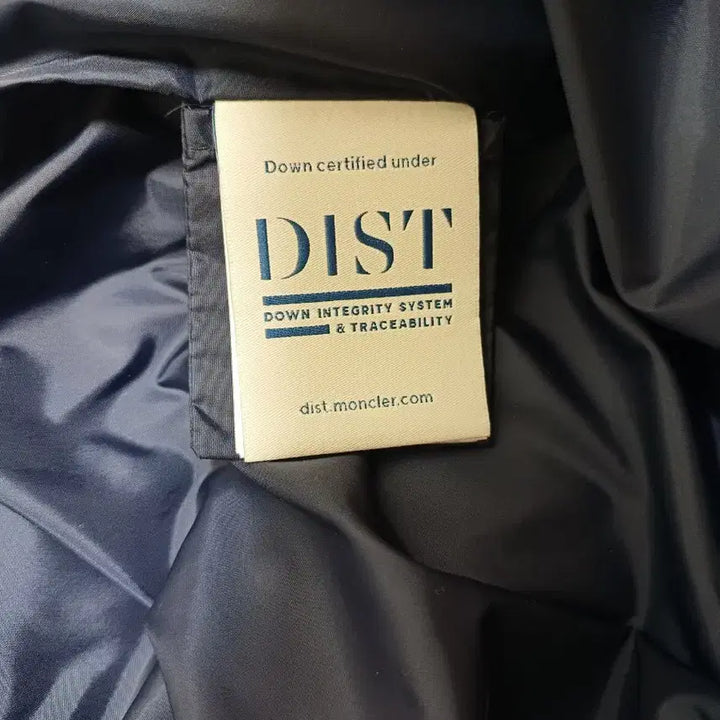 Down certified under
DIST
DOWN INTEGRITY SYSTEM
& TRACEABILITY
dist.moncler.com